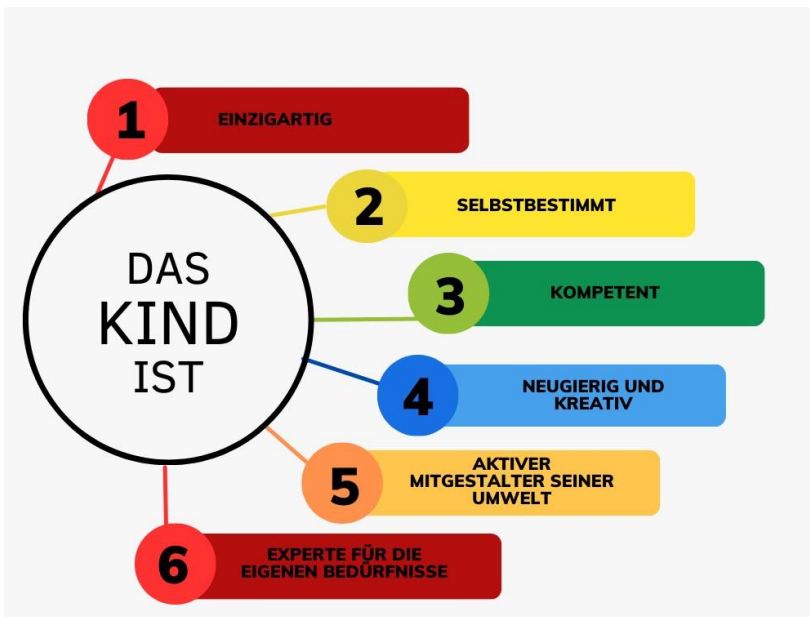 DAS
KIND
IST
1
EINZIGARTIG
2
SELBSTBESTIMMT
3
KOMPETENT
4
NEUGIERIG UND
KREATIV
5
AKTIVER
MITGESTALTER SEINER
UMWELT
6
EXPERTE FÜR DIE
EIGENEN BEDÜRFNISSE